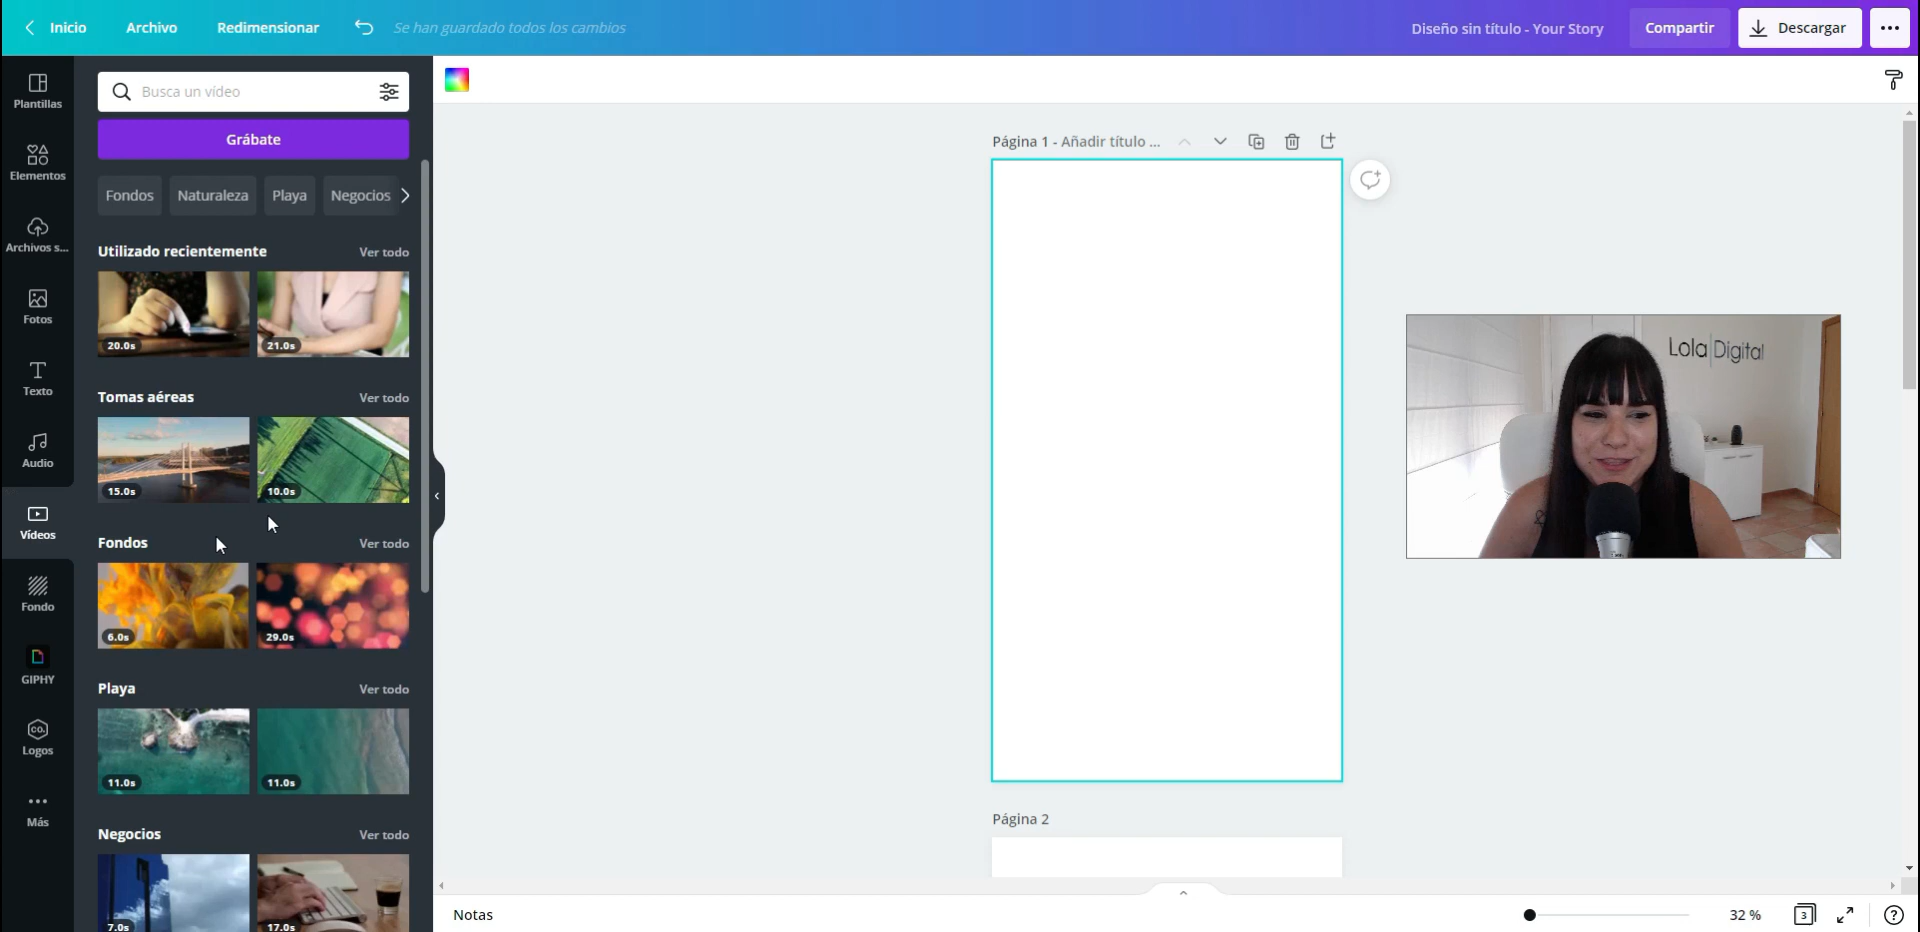 Inicio
Archivo
Redimensionar
Se han guardado todos los cambios
Diseño sin título - Your Story
Compartir
Descargar
Plantillas
Elementos
Archivos s...
Fotos
Texto
Audio
Vídeos
Fondo
GIPHY
CO.
Logos
Más
Busca un vídeo
Grábate
Fondos
Naturaleza
Playa
Negocios
Utilizado recientemente
Ver todo
20.0s
21.0s
Tomas aéreas
Ver todo
15.0s
10.0s
Fondos
Ver todo
6.0s
29.0s
Playa
Ver todo
11.0s
11.0s
Negocios
Ver todo
7.0s
17.0s
Página 1 - Añadir título ...
Lola Digital
Página 2
Notas
32 %
3